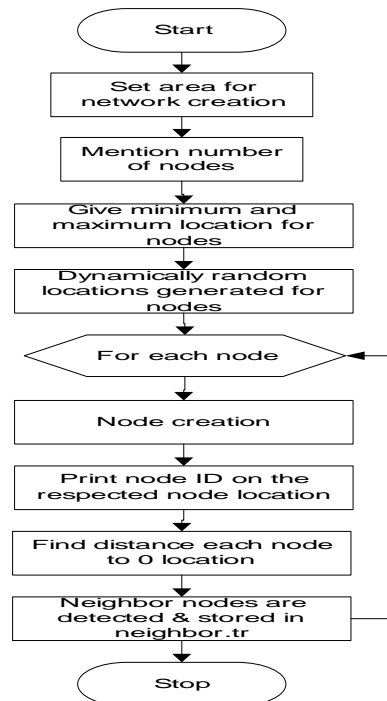 Start
Set area for
network creation
Mention number
of nodes
Give minimum and
maximum location for
nodes
Dynamically random
locations generated for
nodes
For each node
Node creation
Print node ID on the
respected node location
Find distance each node
to 0 location
Neighbor nodes are
detected & stored in
neighbor.tr
Stop